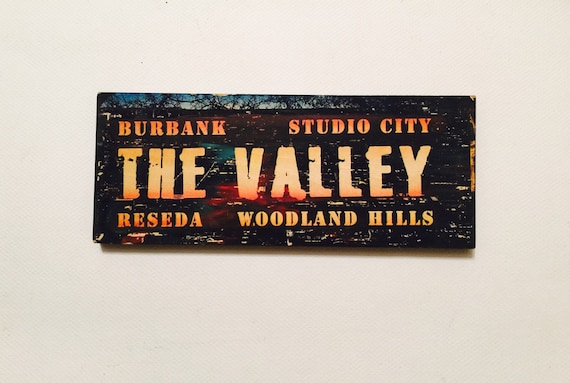 BURBANK STUDIO CITY
THE VALLEY
RESEDA WOODLAND HILLS